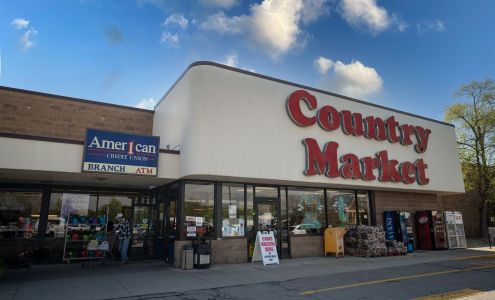 Country
Market
Amer1can
CREDIT UNION
BRANCH ATM